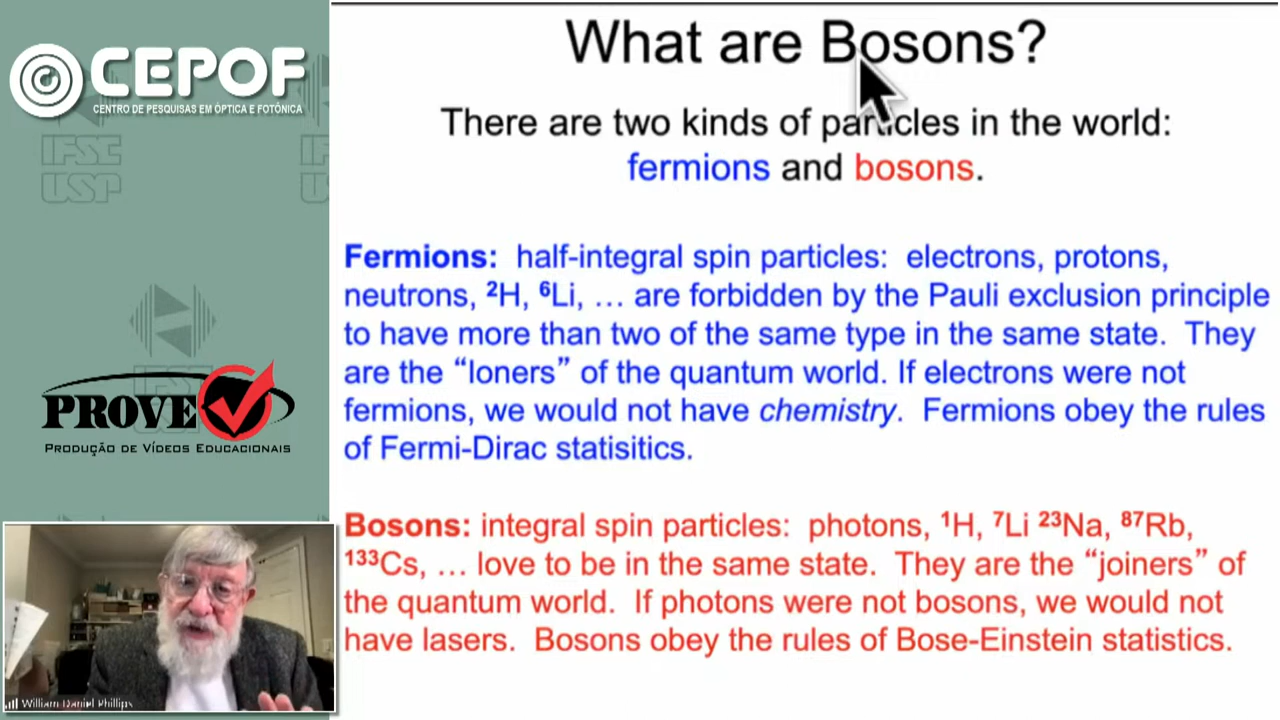 CEPOF
CENTRO DE PESQUISAS EM ÓPTICA E FOTÔNICA
IFSC
USP
PROVE
PRODUÇÃO DE VÍDEOS EDUCACIONAIS
William Daniel Phillips
What are Bosons?
There are two kinds of particles in the world:
fermions and bosons.
Fermions: half-integral spin particles: electrons, protons,
neutrons, ²H, ⁶Li, … are forbidden by the Pauli exclusion principle
to have more than two of the same type in the same state. They
are the “loners” of the quantum world. If electrons were not
fermions, we would not have chemistry. Fermions obey the rules
of Fermi-Dirac statisitics.
Bosons: integral spin particles: photons, ¹H, ⁷Li ²³Na, ⁸⁷Rb,
¹³³Cs, … love to be in the same state. They are the “joiners” of
the quantum world. If photons were not bosons, we would not
have lasers. Bosons obey the rules of Bose-Einstein statistics.